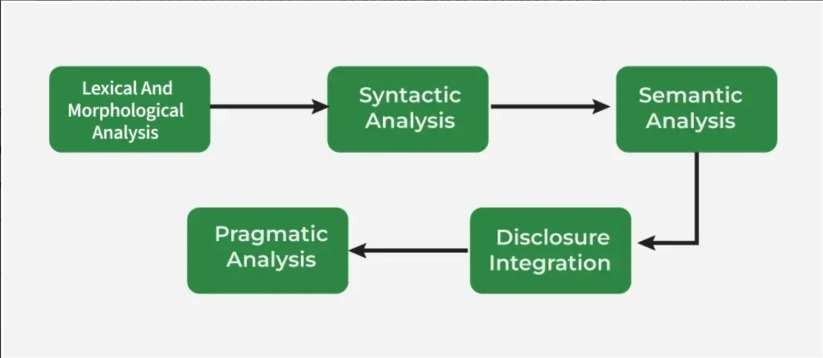 Lexical And
Morphological
Analysis
Syntactic
Analysis
Semantic
Analysis
Disclosure
Integration
Pragmatic
Analysis